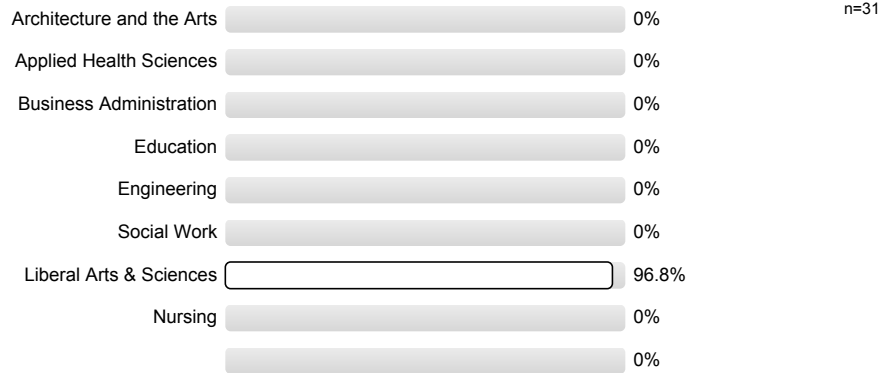 Architecture and the Arts 0% n=31
Applied Health Sciences 0%
Business Administration 0%
Education 0%
Engineering 0%
Social Work 0%
Liberal Arts & Sciences 96.8%
Nursing 0%
0%